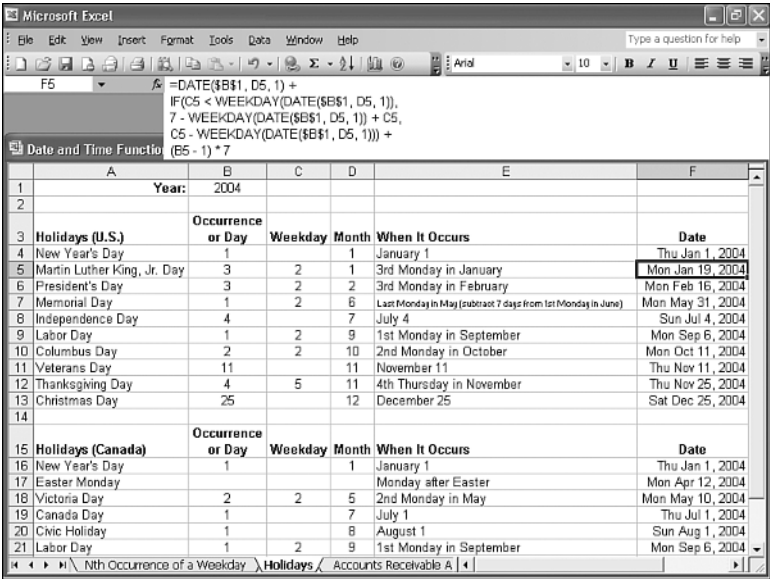 Microsoft Excel
File Edit View Insert Format Tools Data Window Help Type a question for help
Arial 10 B I U
F5 fx =DATE($B$1, D5, 1) +
IF(C5 < WEEKDAY(DATE($B$1, D5, 1)),
7 - WEEKDAY(DATE($B$1, D5, 1)) + C5,
C5 - WEEKDAY(DATE($B$1, D5, 1))) +
(B5 - 1) * 7
Date and Time Functio
A B C D E F
1 Year: 2004
2
Occurrence
3 Holidays (U.S.) or Day Weekday Month When It Occurs Date
4 New Year's Day 1 1 January 1 Thu Jan 1, 2004
5 Martin Luther King, Jr. Day 3 2 1 3rd Monday in January Mon Jan 19, 2004
6 President's Day 3 2 2 3rd Monday in February Mon Feb 16, 2004
7 Memorial Day 1 2 6 Last Monday in May (subtract 7 days from 1st Monday in June) Mon May 31, 2004
8 Independence Day 4 7 July 4 Sun Jul 4, 2004
9 Labor Day 1 2 9 1st Monday in September Mon Sep 6, 2004
10 Columbus Day 2 2 10 2nd Monday in October Mon Oct 11, 2004
11 Veterans Day 11 11 November 11 Thu Nov 11, 2004
12 Thanksgiving Day 4 5 11 4th Thursday in November Thu Nov 25, 2004
13 Christmas Day 25 12 December 25 Sat Dec 25, 2004
14
Occurrence
15 Holidays (Canada) or Day Weekday Month When It Occurs Date
16 New Year's Day 1 1 January 1 Thu Jan 1, 2004
17 Easter Monday Monday after Easter Mon Apr 12, 2004
18 Victoria Day 2 2 5 2nd Monday in May Mon May 10, 2004
19 Canada Day 1 7 July 1 Thu Jul 1, 2004
20 Civic Holiday 1 8 August 1 Sun Aug 1, 2004
21 Labor Day 1 2 9 1st Monday in September Mon Sep 6, 2004
Nth Occurrence of a Weekday Holidays Accounts Receivable A